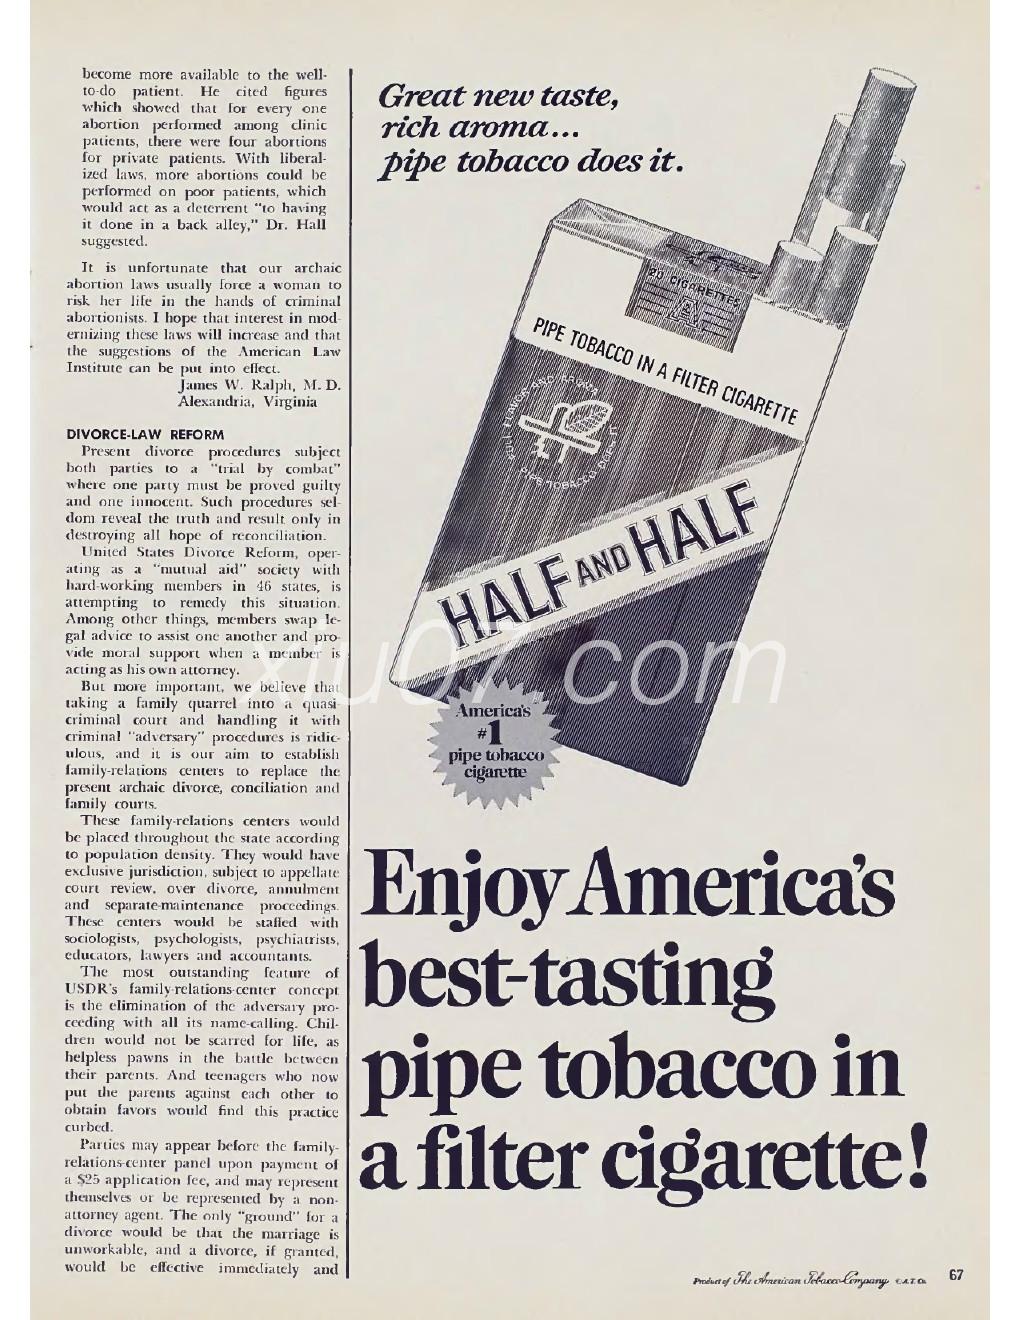 become more available to the well-
to-do patient. He cited figures
which showed that for every one
abortion performed among clinic
patients, there were four abortions
for private patients. With liberal-
ized laws, more abortions could be
performed on poor patients, which
would act as a deterrent "to having
it done in a back alley," Dr. Hall
suggested.
It is unfortunate that our archaic
abortion laws usually force a woman to
risk her life in the hands of criminal
abortionists. I hope that interest in mod-
ernizing these laws will increase and that
the suggestions of the American Law
Institute can be put into effect.
James W. Ralph, M. D.
Alexandria, Virginia
DIVORCE-LAW REFORM
Present divorce procedures subject
both parties to a "trial by combat"
where one party must be proved guilty
and one innocent. Such procedures sel-
dom reveal the truth and result only in
destroying all hope of reconciliation.
United States Divorce Reform, oper-
ating as a "mutual aid" society with
hard-working members in 46 states, is
attempting to remedy this situation.
Among other things, members swap le-
gal advice to assist one another and pro-
vide moral support when a member is
acting as his own attorney.
But more important, we believe that
taking a family quarrel into a quasi-
criminal court and handling it with
criminal "adversary" procedures is ridic-
ulous, and it is our aim to establish
family-relations centers to replace the
present archaic divorce, conciliation and
family courts.
These family-relations centers would
be placed throughout the state according
to population density. They would have
exclusive jurisdiction, subject to appellate
court review, over divorce, annulment
and separate-maintenance proceedings.
These centers would be staffed with
sociologists, psychologists, psychiatrists,
educators, lawyers and accountants.
The most outstanding feature of
USDR's family-relations-center concept
is the elimination of the adversary pro-
ceeding with all its name-calling. Chil-
dren would not be scarred for life, as
helpless pawns in the battle between
their parents. And teenagers who now
put the parents against each other to
obtain favors would find this practice
curbed.
Parties may appear before the family-
relations-center panel upon payment of
a $25 application fee, and may represent
themselves or be represented by a non-
attorney agent. The only "ground" for a
divorce would be that the marriage is
unworkable, and a divorce, if granted,
would be effective immediately and
Great new taste,
rich aroma...
pipe tobacco does it.
20 CIGARETTES
A
PIPE TOBACCO IN A FILTER CIGARETTE
FULL FLAVOR AND AROMA
PIPE TOBACCO
HALF AND HALF
America's
#1
pipe tobacco
cigarette
Enjoy America's
best-tasting
pipe tobacco in
a filter cigarette!
Product of The American Tobacco Company © A.T. Co.
67
xiu07.com